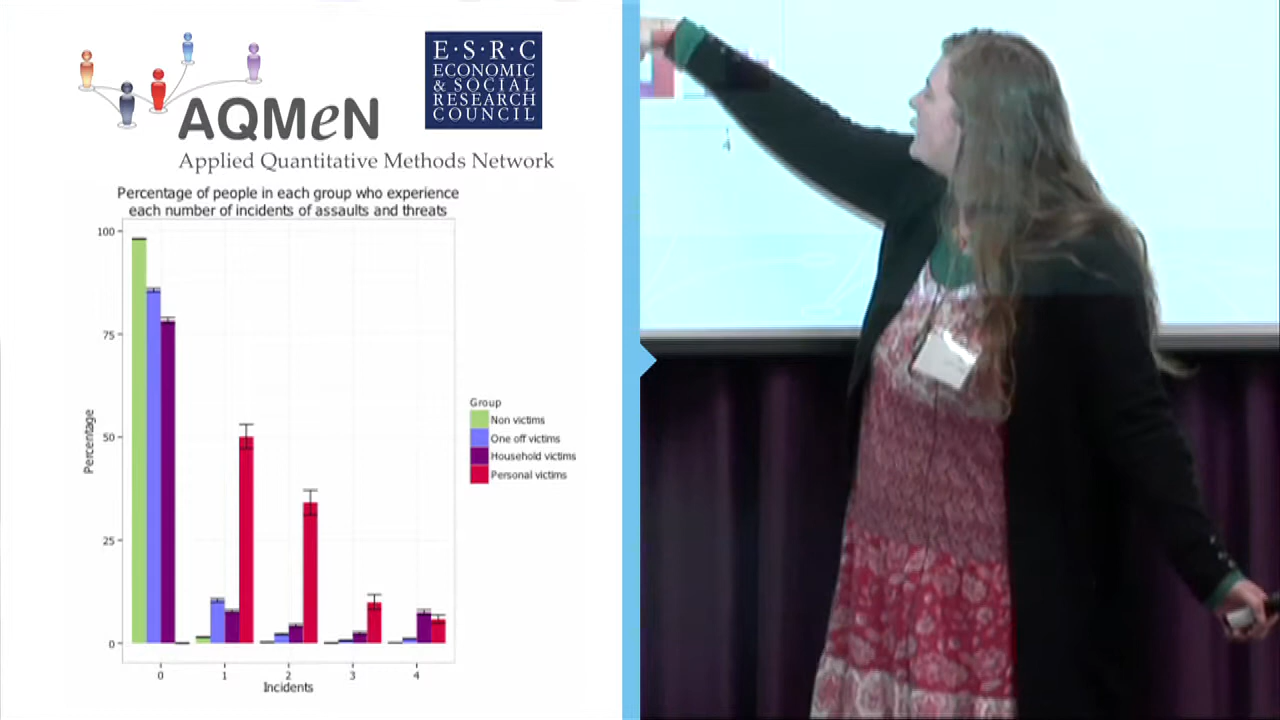 E·S·R·C
ECONOMIC
& SOCIAL
RESEARCH
COUNCIL
AQMeN
Applied Quantitative Methods Network
Percentage of people in each group who experience
each number of incidents of assaults and threats
100
75
50
25
0
Percentage
0 1 2 3 4
Incidents
Group
Non victims
One off victims
Household victims
Personal victims